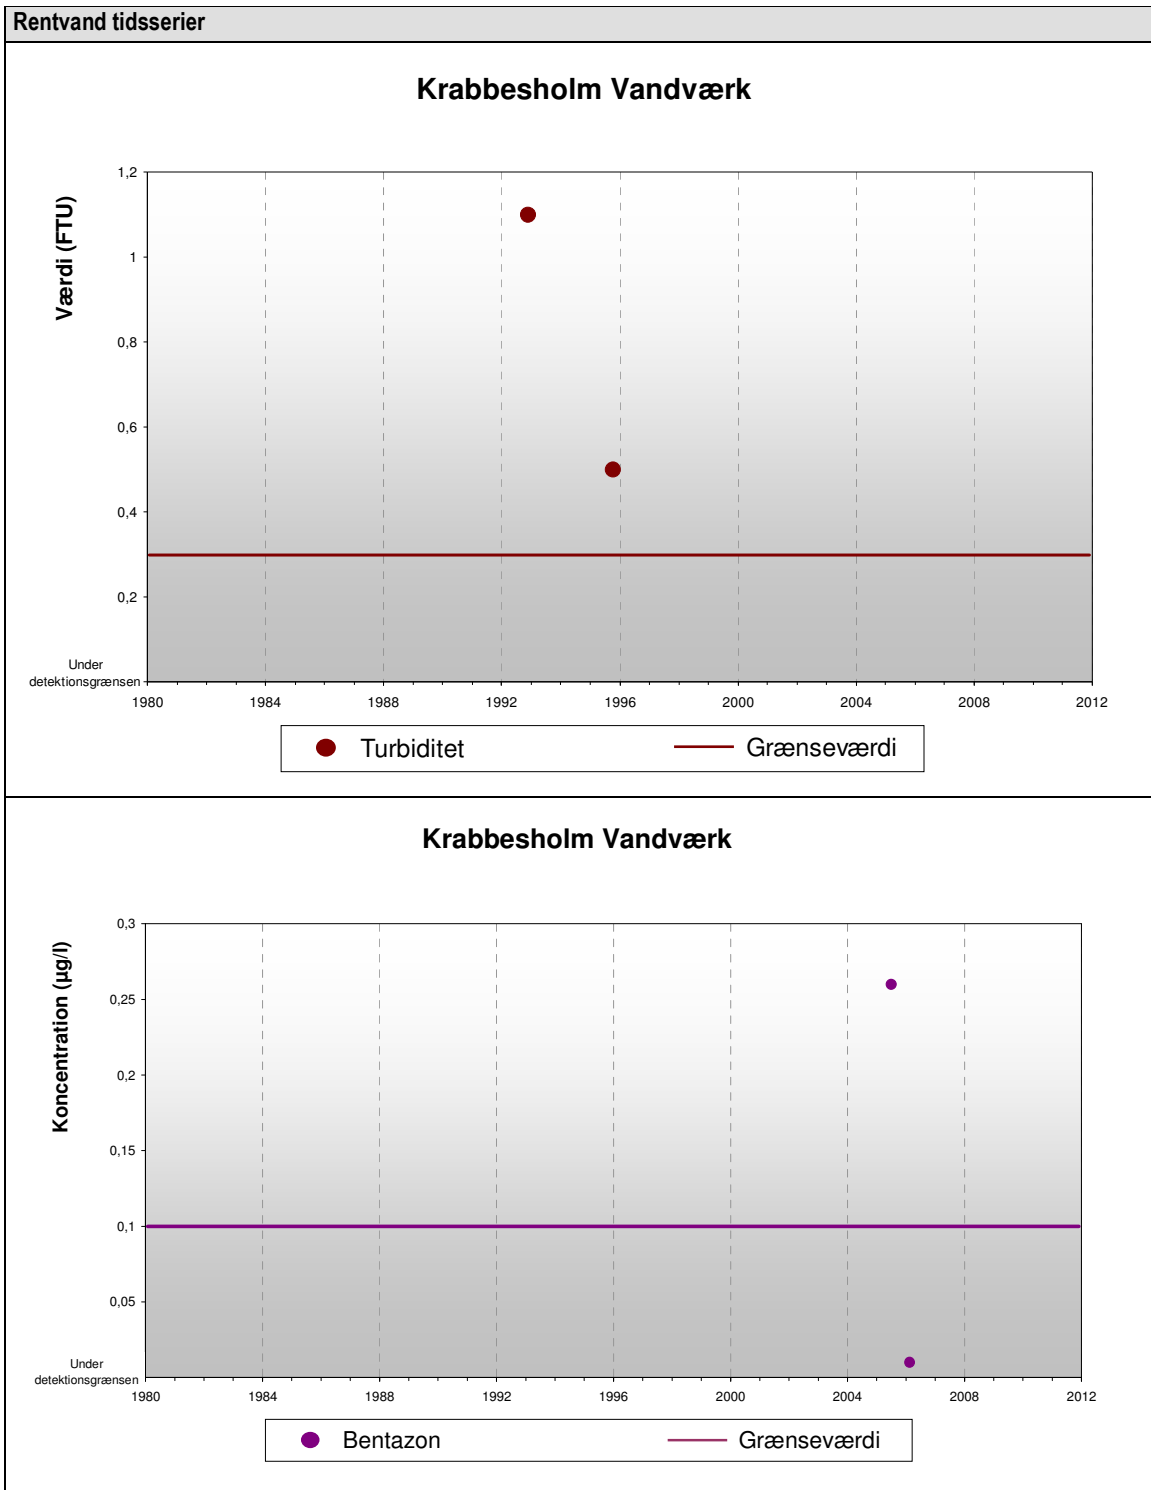 Rentvand tidsserier
Krabbesholm Vandværk
Værdi (FTU)
1,2
1
0,8
0,6
0,4
0,2
Under
detektionsgrænsen
1980 1984 1988 1992 1996 2000 2004 2008 2012
Turbiditet Grænseværdi
Krabbesholm Vandværk
Koncentration (µg/l)
0,3
0,25
0,2
0,15
0,1
0,05
Under
detektionsgrænsen
1980 1984 1988 1992 1996 2000 2004 2008 2012
Bentazon Grænseværdi